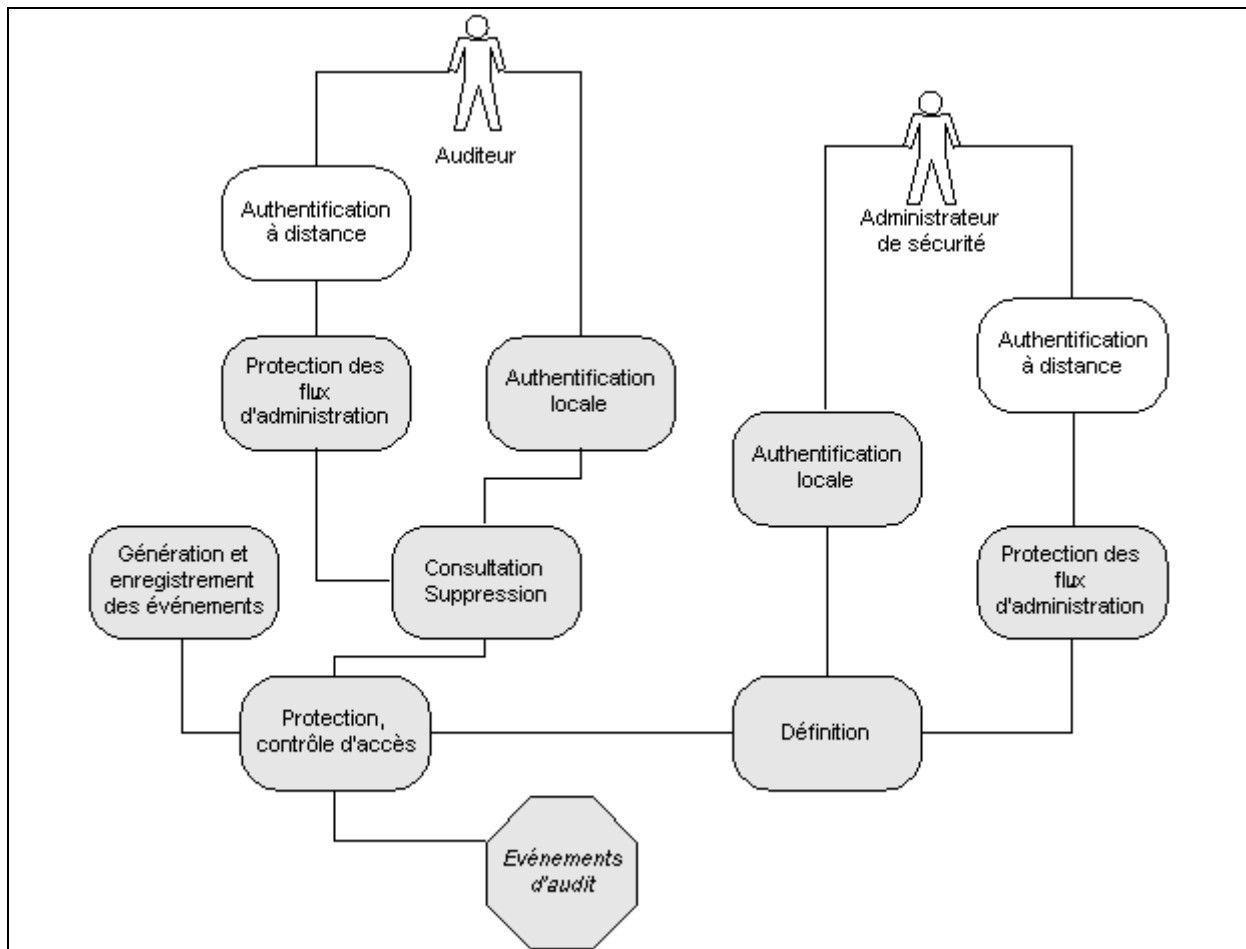 Auditeur
Administrateur
de sécurité
Authentification
à distance
Authentification
à distance
Protection des
flux
d'administration
Authentification
locale
Authentification
locale
Génération et
enregistrement
des événements
Consultation
Suppression
Protection des
flux
d'administration
Protection,
contrôle d'accès
Définition
Evénements
d'audit